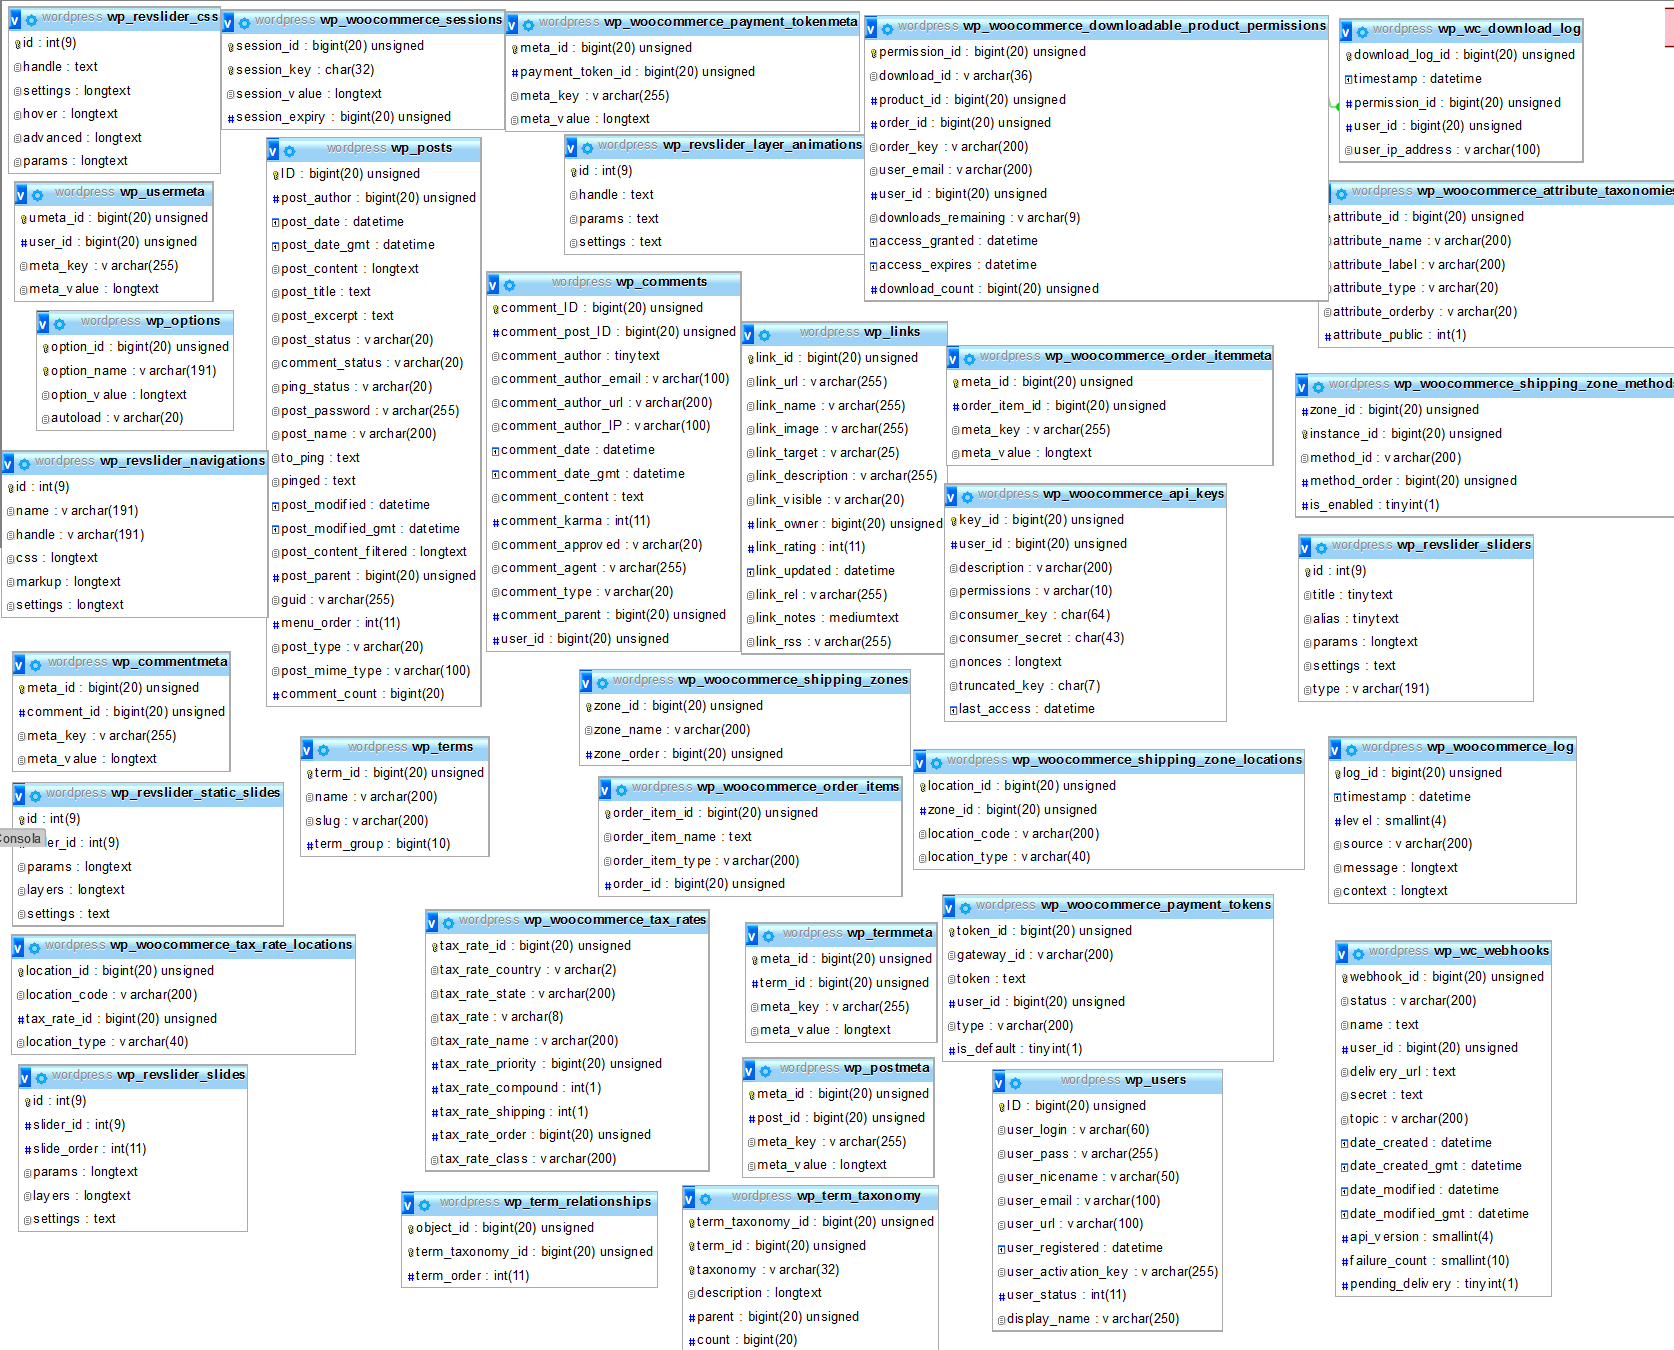 wordpress wp_revslider_css
id : int(9)
handle : text
settings : longtext
hover : longtext
advanced : longtext
params : longtext
wordpress wp_woocommerce_sessions
session_id : bigint(20) unsigned
session_key : char(32)
session_value : longtext
session_expiry : bigint(20) unsigned
wordpress wp_woocommerce_payment_tokenmeta
meta_id : bigint(20) unsigned
payment_token_id : bigint(20) unsigned
meta_key : varchar(255)
meta_value : longtext
wordpress wp_woocommerce_downloadable_product_permissions
permission_id : bigint(20) unsigned
download_id : varchar(36)
product_id : bigint(20) unsigned
order_id : bigint(20) unsigned
order_key : varchar(200)
user_email : varchar(200)
user_id : bigint(20) unsigned
downloads_remaining : varchar(9)
access_granted : datetime
access_expires : datetime
download_count : bigint(20) unsigned
wordpress wp_wc_download_log
download_log_id : bigint(20) unsigned
timestamp : datetime
permission_id : bigint(20) unsigned
user_id : bigint(20) unsigned
user_ip_address : varchar(100)
wordpress wp_usermeta
umeta_id : bigint(20) unsigned
user_id : bigint(20) unsigned
meta_key : varchar(255)
meta_value : longtext
wordpress wp_posts
ID : bigint(20) unsigned
post_author : bigint(20) unsigned
post_date : datetime
post_date_gmt : datetime
post_content : longtext
post_title : text
post_excerpt : text
post_status : varchar(20)
comment_status : varchar(20)
ping_status : varchar(20)
post_password : varchar(255)
post_name : varchar(200)
to_ping : text
pinged : text
post_modified : datetime
post_modified_gmt : datetime
post_content_filtered : longtext
post_parent : bigint(20) unsigned
guid : varchar(255)
menu_order : int(11)
post_type : varchar(20)
post_mime_type : varchar(100)
comment_count : bigint(20)
wordpress wp_revslider_layer_animations
id : int(9)
handle : text
params : text
settings : text
wordpress wp_woocommerce_attribute_taxonomies
attribute_id : bigint(20) unsigned
attribute_name : varchar(200)
attribute_label : varchar(200)
attribute_type : varchar(20)
attribute_orderby : varchar(20)
attribute_public : int(1)
wordpress wp_options
option_id : bigint(20) unsigned
option_name : varchar(191)
option_value : longtext
autoload : varchar(20)
wordpress wp_comments
comment_ID : bigint(20) unsigned
comment_post_ID : bigint(20) unsigned
comment_author : tinytext
comment_author_email : varchar(100)
comment_author_url : varchar(200)
comment_author_IP : varchar(100)
comment_date : datetime
comment_date_gmt : datetime
comment_content : text
comment_karma : int(11)
comment_approved : varchar(20)
comment_agent : varchar(255)
comment_type : varchar(20)
comment_parent : bigint(20) unsigned
user_id : bigint(20) unsigned
wordpress wp_links
link_id : bigint(20) unsigned
link_url : varchar(255)
link_name : varchar(255)
link_image : varchar(255)
link_target : varchar(25)
link_description : varchar(255)
link_visible : varchar(20)
link_owner : bigint(20) unsigned
link_rating : int(11)
link_updated : datetime
link_rel : varchar(255)
link_notes : mediumtext
link_rss : varchar(255)
wordpress wp_woocommerce_order_itemmeta
meta_id : bigint(20) unsigned
order_item_id : bigint(20) unsigned
meta_key : varchar(255)
meta_value : longtext
wordpress wp_woocommerce_shipping_zone_methods
zone_id : bigint(20) unsigned
instance_id : bigint(20) unsigned
method_id : varchar(200)
method_order : bigint(20) unsigned
is_enabled : tinyint(1)
wordpress wp_revslider_navigations
id : int(9)
name : varchar(191)
handle : varchar(191)
css : longtext
markup : longtext
settings : longtext
wordpress wp_woocommerce_api_keys
key_id : bigint(20) unsigned
user_id : bigint(20) unsigned
description : varchar(200)
permissions : varchar(10)
consumer_key : char(64)
consumer_secret : char(43)
nonces : longtext
truncated_key : char(7)
last_access : datetime
wordpress wp_revslider_sliders
id : int(9)
title : tinytext
alias : tinytext
params : longtext
settings : text
type : varchar(191)
wordpress wp_commentmeta
meta_id : bigint(20) unsigned
comment_id : bigint(20) unsigned
meta_key : varchar(255)
meta_value : longtext
wordpress wp_woocommerce_shipping_zones
zone_id : bigint(20) unsigned
zone_name : varchar(200)
zone_order : bigint(20) unsigned
wordpress wp_terms
term_id : bigint(20) unsigned
name : varchar(200)
slug : varchar(200)
term_group : bigint(10)
wordpress wp_woocommerce_shipping_zone_locations
location_id : bigint(20) unsigned
zone_id : bigint(20) unsigned
location_code : varchar(200)
location_type : varchar(40)
wordpress wp_woocommerce_log
log_id : bigint(20) unsigned
timestamp : datetime
level : smallint(4)
source : varchar(200)
message : longtext
context : longtext
wordpress wp_revslider_static_slides
id : int(9)
Consola er_id : int(9)
params : longtext
layers : longtext
settings : text
wordpress wp_woocommerce_order_items
order_item_id : bigint(20) unsigned
order_item_name : text
order_item_type : varchar(200)
order_id : bigint(20) unsigned
wordpress wp_woocommerce_tax_rates
tax_rate_id : bigint(20) unsigned
tax_rate_country : varchar(2)
tax_rate_state : varchar(200)
tax_rate : varchar(8)
tax_rate_name : varchar(200)
tax_rate_priority : bigint(20) unsigned
tax_rate_compound : int(1)
tax_rate_shipping : int(1)
tax_rate_order : bigint(20) unsigned
tax_rate_class : varchar(200)
wordpress wp_termmeta
meta_id : bigint(20) unsigned
term_id : bigint(20) unsigned
meta_key : varchar(255)
meta_value : longtext
wordpress wp_woocommerce_payment_tokens
token_id : bigint(20) unsigned
gateway_id : varchar(200)
token : text
user_id : bigint(20) unsigned
type : varchar(200)
is_default : tinyint(1)
wordpress wp_woocommerce_tax_rate_locations
location_id : bigint(20) unsigned
location_code : varchar(200)
tax_rate_id : bigint(20) unsigned
location_type : varchar(40)
wordpress wp_wc_webhooks
webhook_id : bigint(20) unsigned
status : varchar(200)
name : text
user_id : bigint(20) unsigned
delivery_url : text
secret : text
topic : varchar(200)
date_created : datetime
date_created_gmt : datetime
date_modified : datetime
date_modified_gmt : datetime
api_version : smallint(4)
failure_count : smallint(10)
pending_delivery : tinyint(1)
wordpress wp_revslider_slides
id : int(9)
slider_id : int(9)
slide_order : int(11)
params : longtext
layers : longtext
settings : text
wordpress wp_postmeta
meta_id : bigint(20) unsigned
post_id : bigint(20) unsigned
meta_key : varchar(255)
meta_value : longtext
wordpress wp_users
ID : bigint(20) unsigned
user_login : varchar(60)
user_pass : varchar(255)
user_nicename : varchar(50)
user_email : varchar(100)
user_url : varchar(100)
user_registered : datetime
user_activation_key : varchar(255)
user_status : int(11)
display_name : varchar(250)
wordpress wp_term_relationships
object_id : bigint(20) unsigned
term_taxonomy_id : bigint(20) unsigned
term_order : int(11)
wordpress wp_term_taxonomy
term_taxonomy_id : bigint(20) unsigned
term_id : bigint(20) unsigned
taxonomy : varchar(32)
description : longtext
parent : bigint(20) unsigned
count : bigint(20)